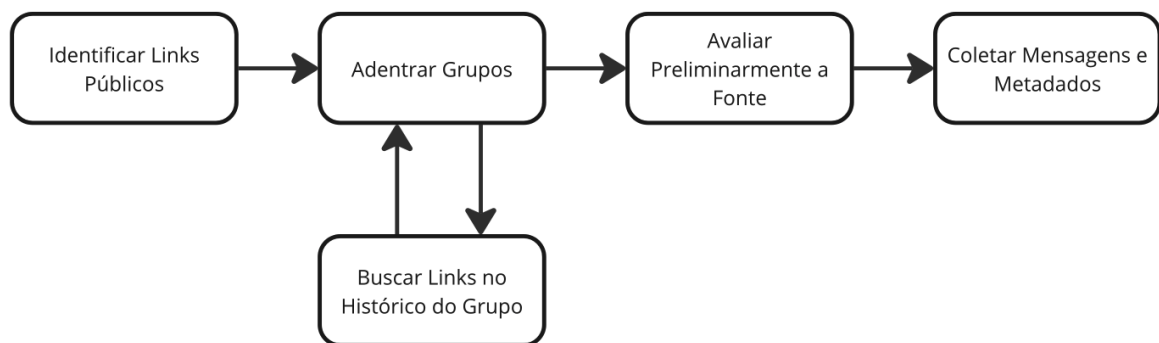 Identificar Links
Públicos
Adentrar Grupos
Avaliar
Preliminarmente a
Fonte
Coletar Mensagens e
Metadados
Buscar Links no
Histórico do Grupo